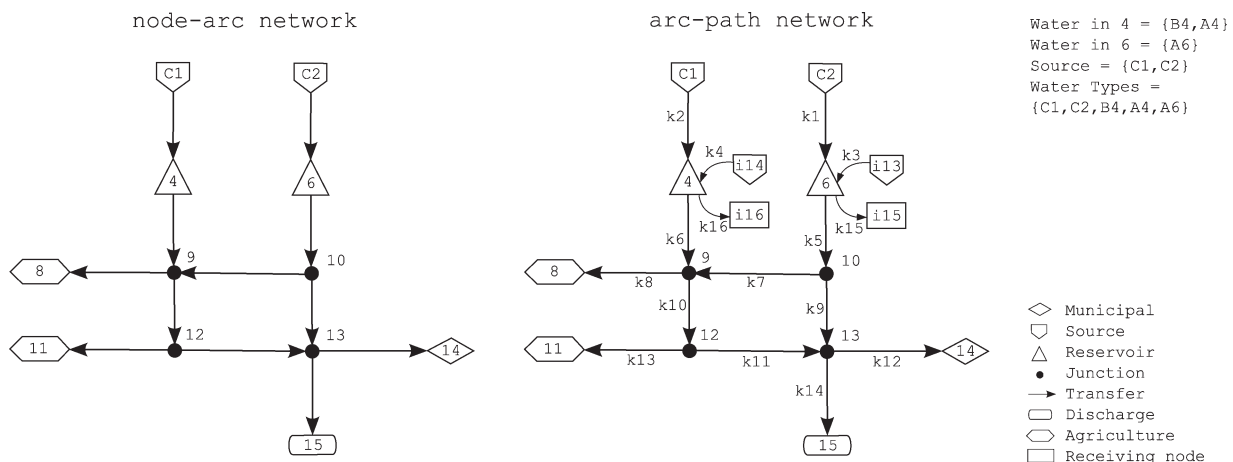 node-arc network
arc-path network
Water in 4 = {B4,A4}
Water in 6 = {A6}
Source = {C1,C2}
Water Types =
{C1,C2,B4,A4,A6}
C1
C2
C1
C2
k2
k1
k4
i14
k3
i13
4
6
4
6
i16
i15
k16
k15
k6
k5
9
10
9
10
8
8
k8
k7
k10
k9
12
13
12
13
11
14
11
14
k13
k11
k12
k14
15
15
Municipal
Source
Reservoir
Junction
Transfer
Discharge
Agriculture
Receiving node